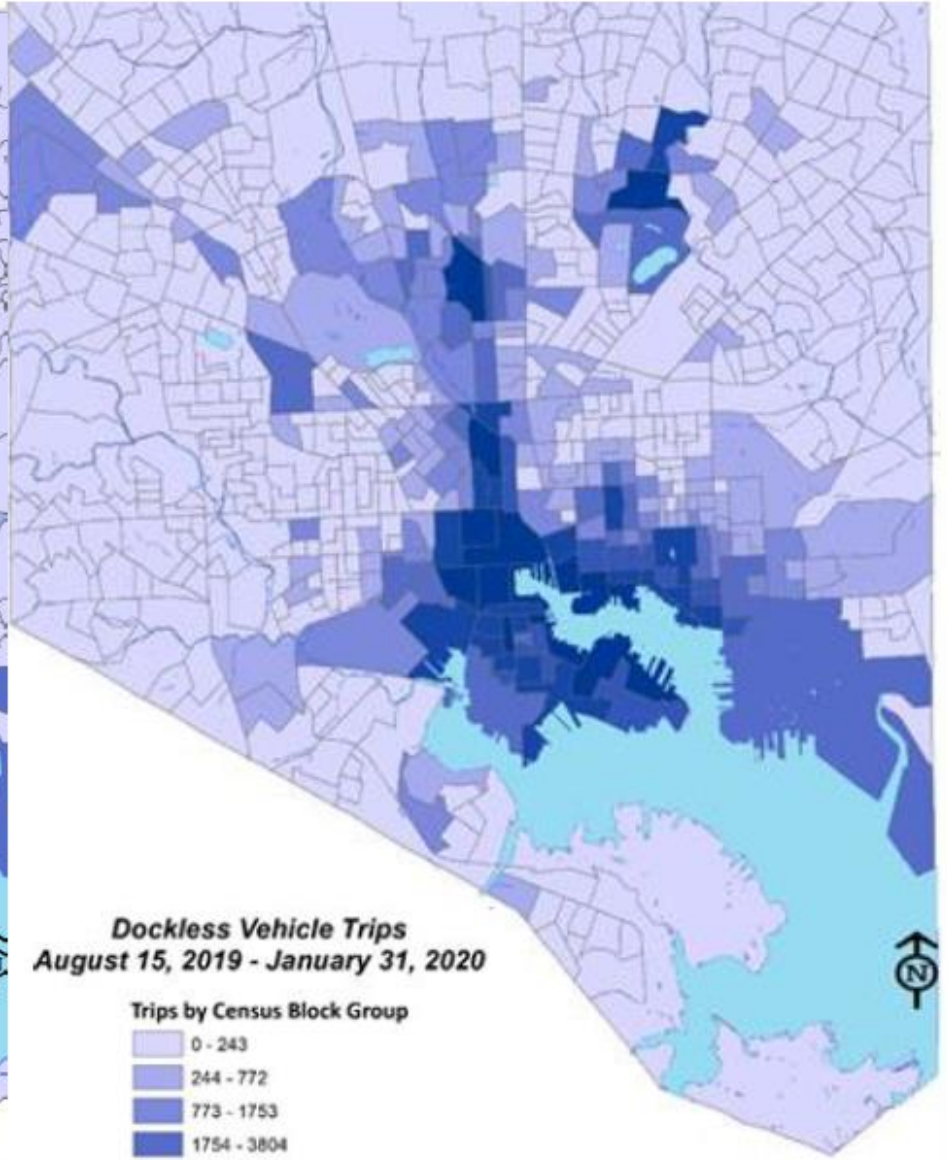 Dockless Vehicle Trips
August 15, 2019 - January 31, 2020
N
Trips by Census Block Group
0 - 243
244 - 772
773 - 1753
1754 - 3804